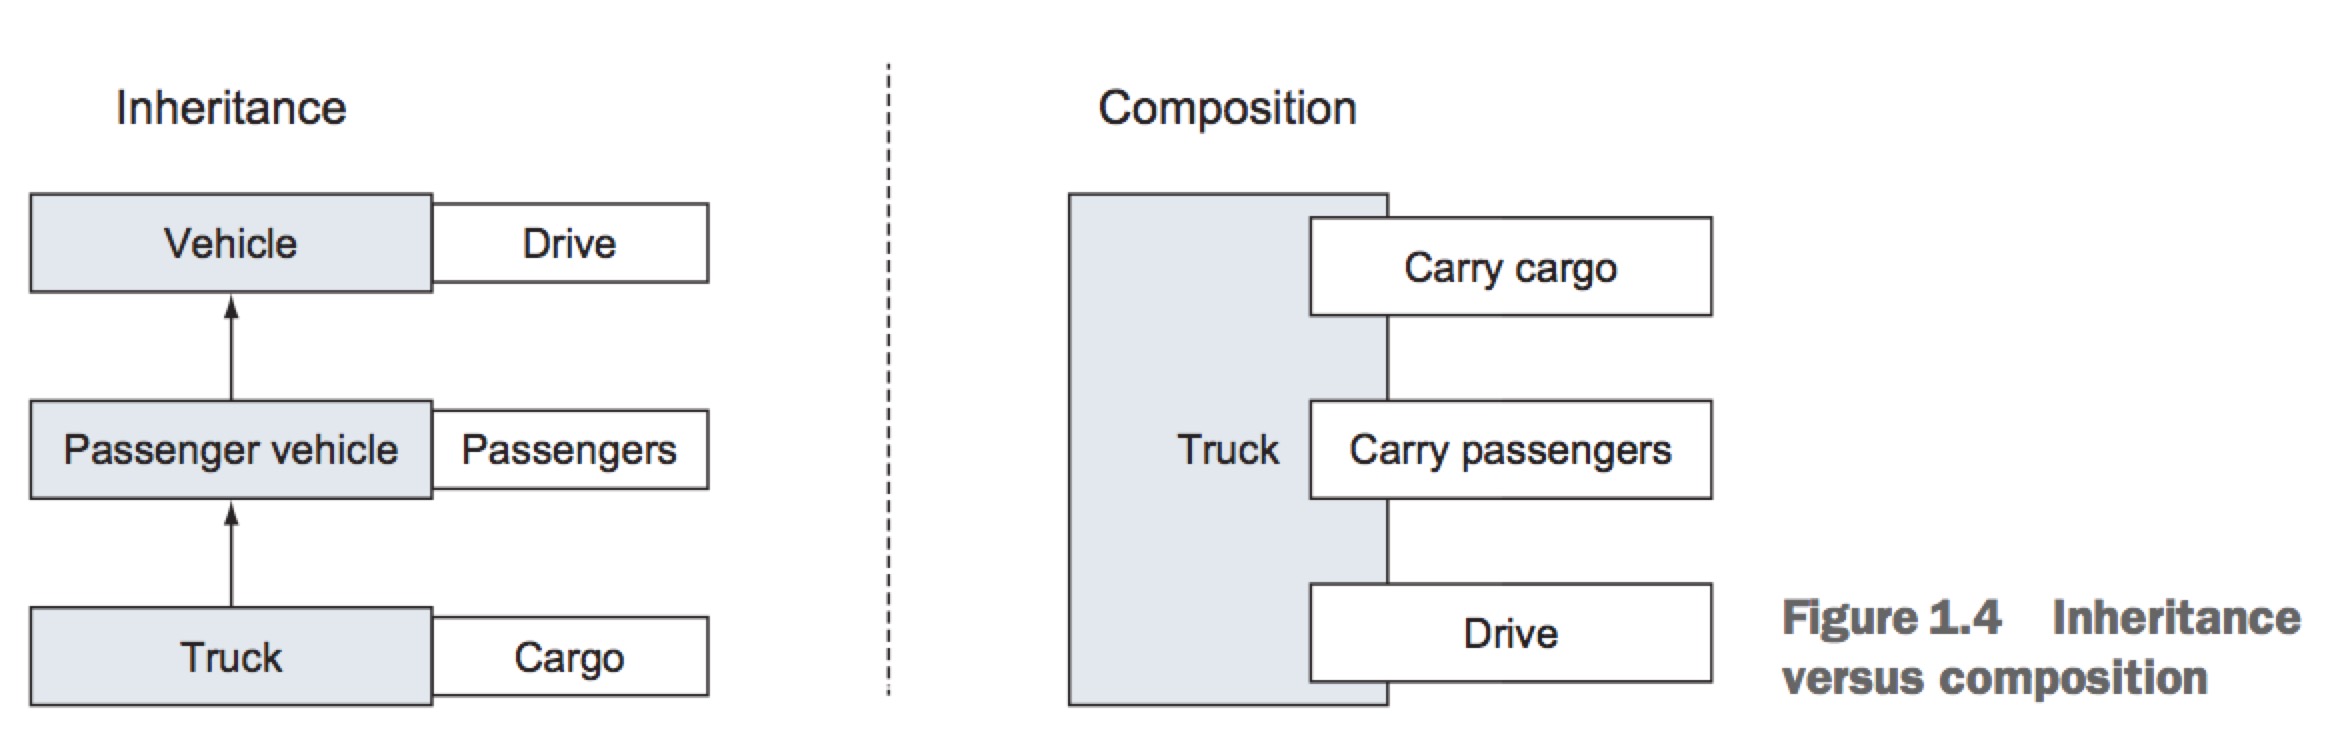 Inheritance
Vehicle
Drive
Passenger vehicle
Passengers
Truck
Cargo
Composition
Truck
Carry cargo
Carry passengers
Drive
Figure 1.4 Inheritance
versus composition